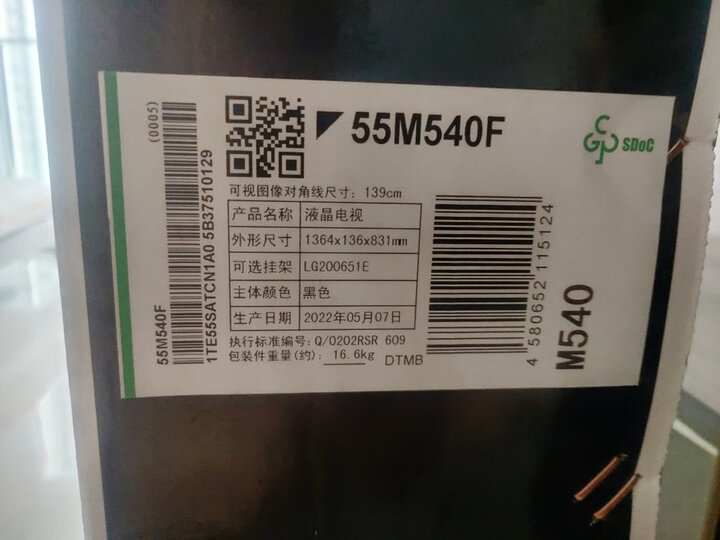 55M540F
CGP SDoC
可视图像对角线尺寸：139cm
产品名称 液晶电视
外形尺寸 1364x136x831mm
可选挂架 LG200651E
主体颜色 黑色
生产日期 2022年05月07日
执行标准编号：Q/0202RSR 609
包装件重量(约)：16.6kg DTMB
4 580652 115124
M540
(0005)
55M540F
1TE55SATCN1A0 5B37510129